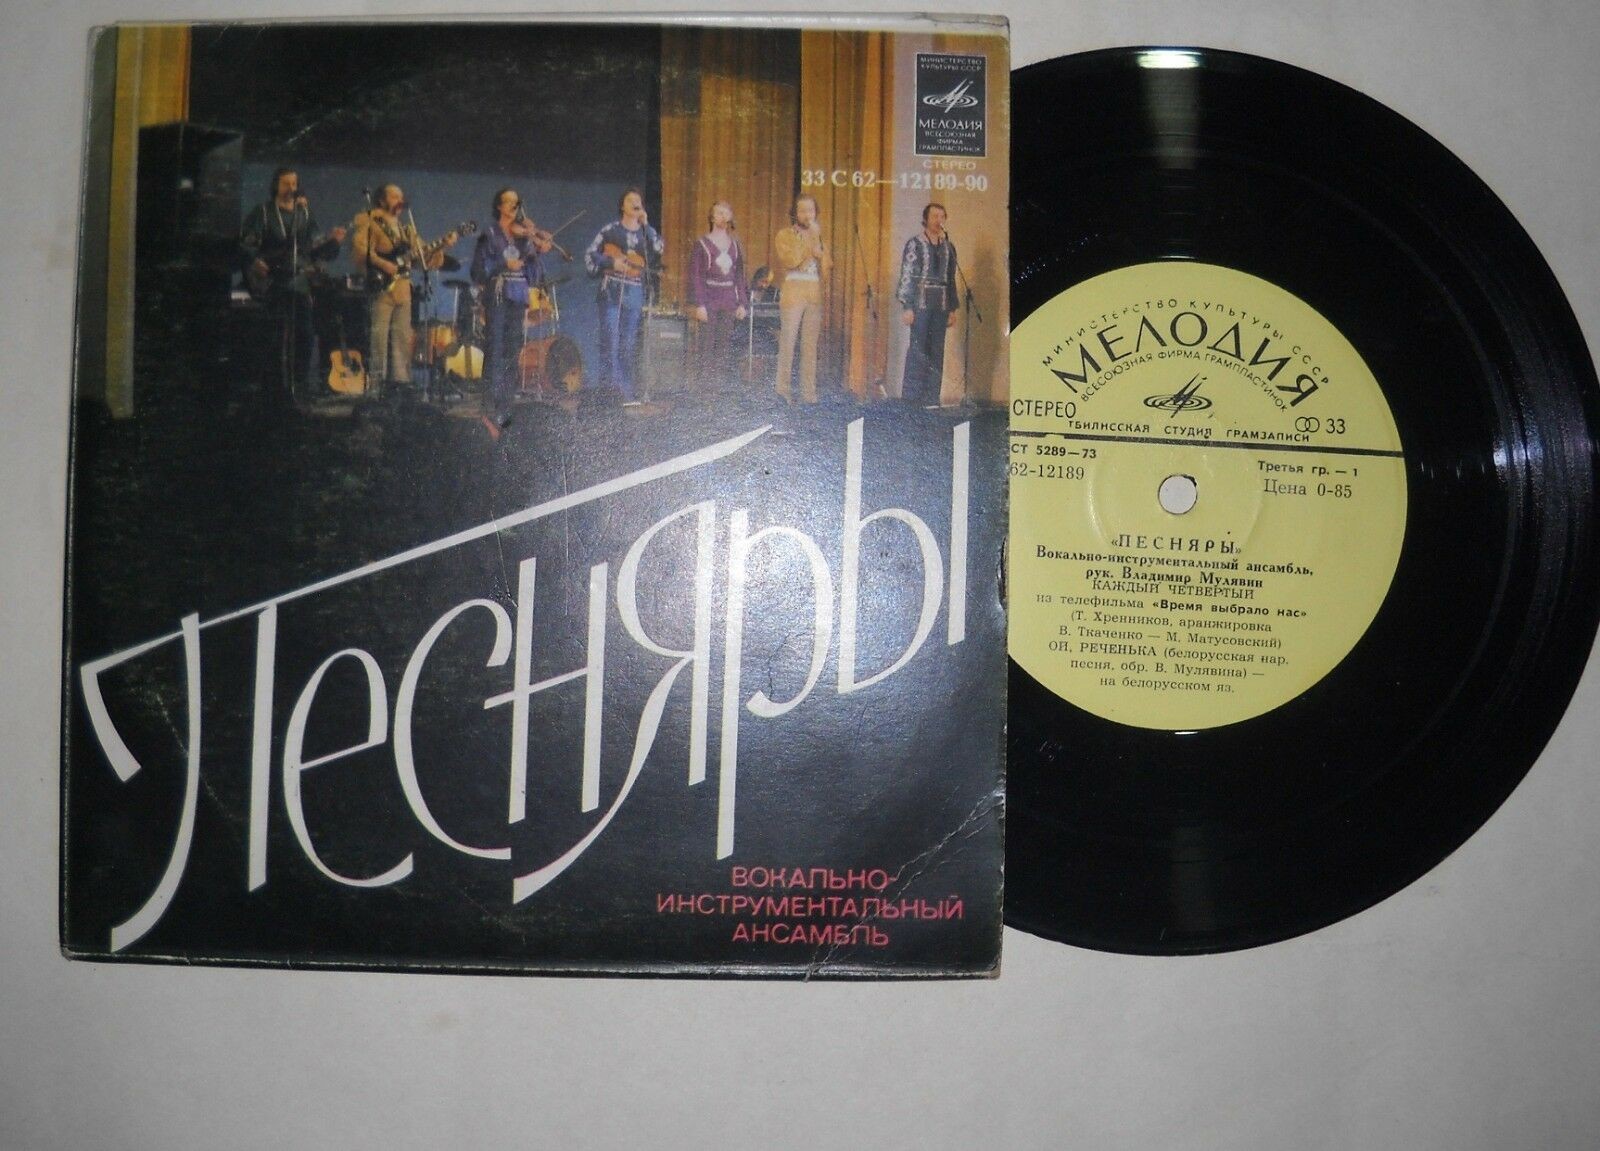 МИНИСТЕРСТВО
КУЛЬТУРЫ СССР
МЕЛОДИЯ
ВСЕСОЮЗНАЯ
ФИРМА
ГРАМПЛАСТИНОК
СТЕРЕО
33 С 62—12189-90
Песняры
ВОКАЛЬНО-
ИНСТРУМЕНТАЛЬНЫЙ
АНСАМБЛЬ
МИНИСТЕРСТВО КУЛЬТУРЫ СССР
МЕЛОДИЯ
ВСЕСОЮЗНАЯ ФИРМА ГРАМПЛАСТИНОК
СТЕРЕО
33
ТБИЛИССКАЯ СТУДИЯ ГРАМЗАПИСИ
СТ 5289—73
Третья гр. — 1
62-12189
Цена 0-85
«ПЕСНЯРЫ»
Вокально-инструментальный ансамбль,
рук. Владимир Мулявин
КАЖДЫЙ ЧЕТВЕРТЫЙ
из телефильма «Время выбрало нас»
(Т. Хренников, аранжировка
В. Ткаченко — М. Матусовский)
ОЙ, РЕЧЕНЬКА (белорусская нар.
песня, обр. В. Мулявина) —
на белорусском яз.